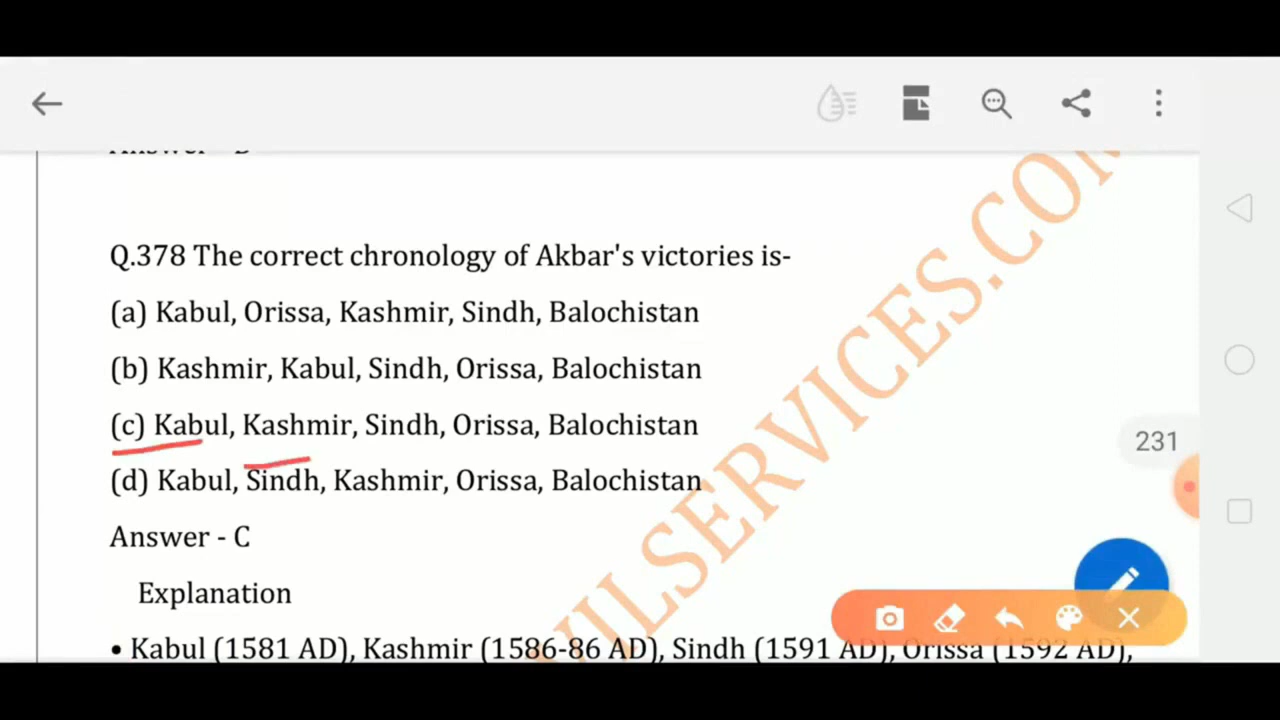 Q.378 The correct chronology of Akbar's victories is-
(a) Kabul, Orissa, Kashmir, Sindh, Balochistan
(b) Kashmir, Kabul, Sindh, Orissa, Balochistan
231
(c) Kabul, Kashmir, Sindh, Orissa, Balochistan
(d) Kabul, Sindh, Kashmir, Orissa, Balochistan
Answer - C
Explanation
• Kabul (1581 AD), Kashmir (1586-86 AD), Sindh (1591 AD), Orissa (1592 AD),
VILSERVICES.COM